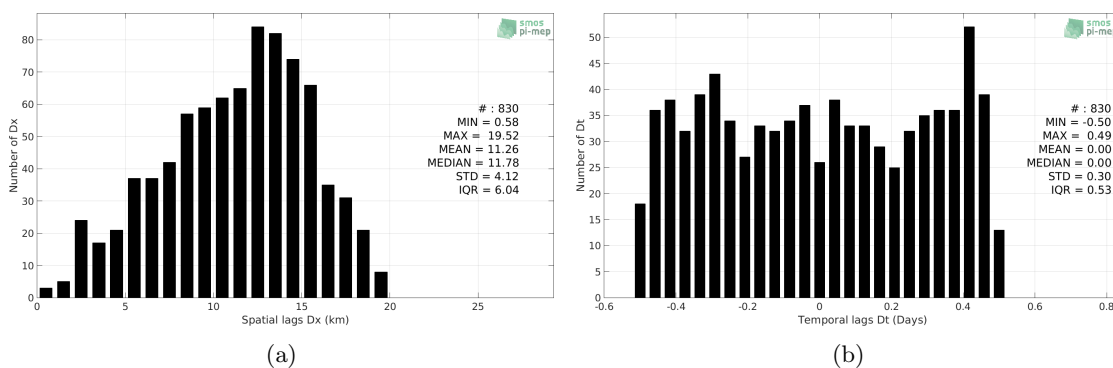 80
70
60
50
40
30
20
10
0
Number of Dx
smos
pi-mep
# : 830
MIN = 0.58
MAX = 19.52
MEAN = 11.26
MEDIAN = 11.78
STD = 4.12
IQR = 6.04
0 5 10 15 20 25
Spatial lags Dx (km)
(a)
50
45
40
35
30
25
20
15
10
5
0
Number of Dt
smos
pi-mep
# : 830
MIN = -0.50
MAX = 0.49
MEAN = 0.00
MEDIAN = 0.00
STD = 0.30
IQR = 0.53
-0.6 -0.4 -0.2 0 0.2 0.4 0.6 0.8
Temporal lags Dt (Days)
(b)